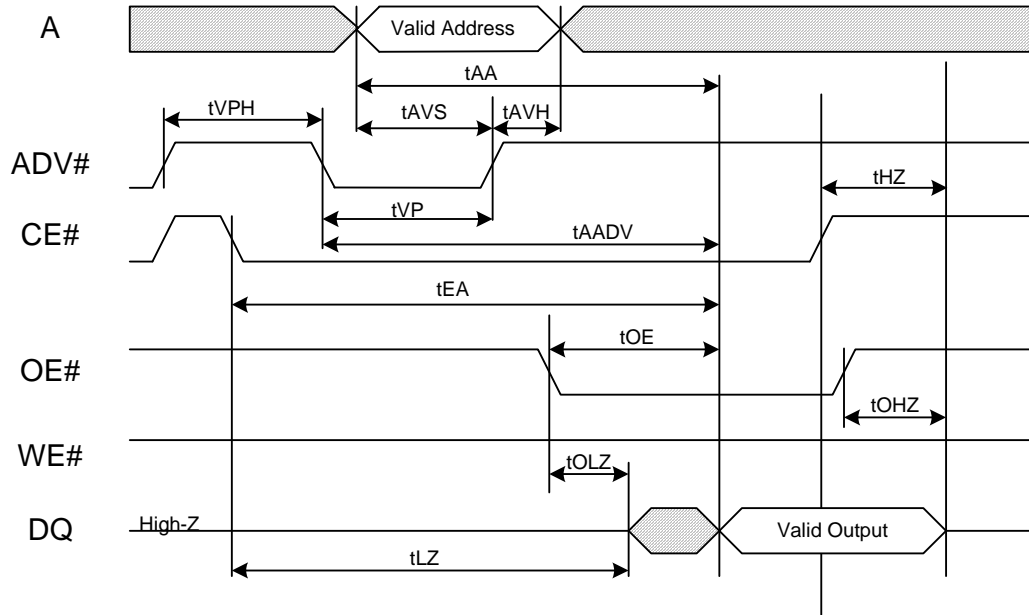 A
Valid Address
tAA
tVPH
tAVS
tAVH
ADV#
tHZ
tVP
CE#
tAADV
tEA
tOE
OE#
tOHZ
WE#
tOLZ
High-Z
DQ
Valid Output
tLZ